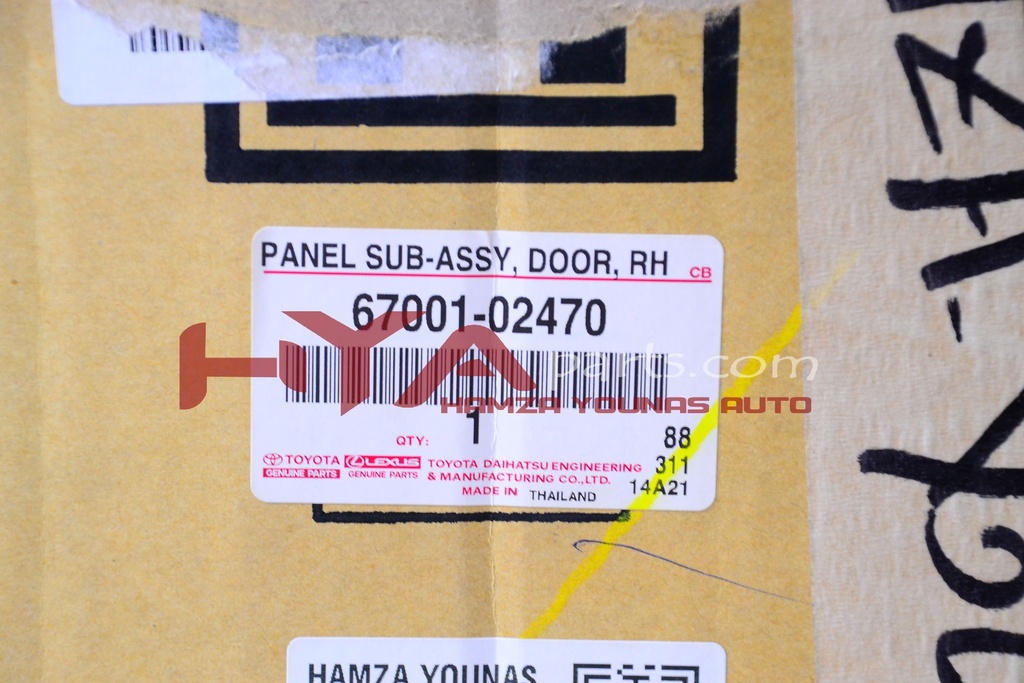 PANEL SUB-ASSY, DOOR, RH
CB
67001-02470
HYA parts.com
HAMZA YOUNAS AUTO
QTY: 1
88
311
14A21
TOYOTA
GENUINE PARTS
LEXUS
GENUINE PARTS
TOYOTA DAIHATSU ENGINEERING
& MANUFACTURING CO.,LTD.
MADE IN THAILAND
HAMZA YOUNAS